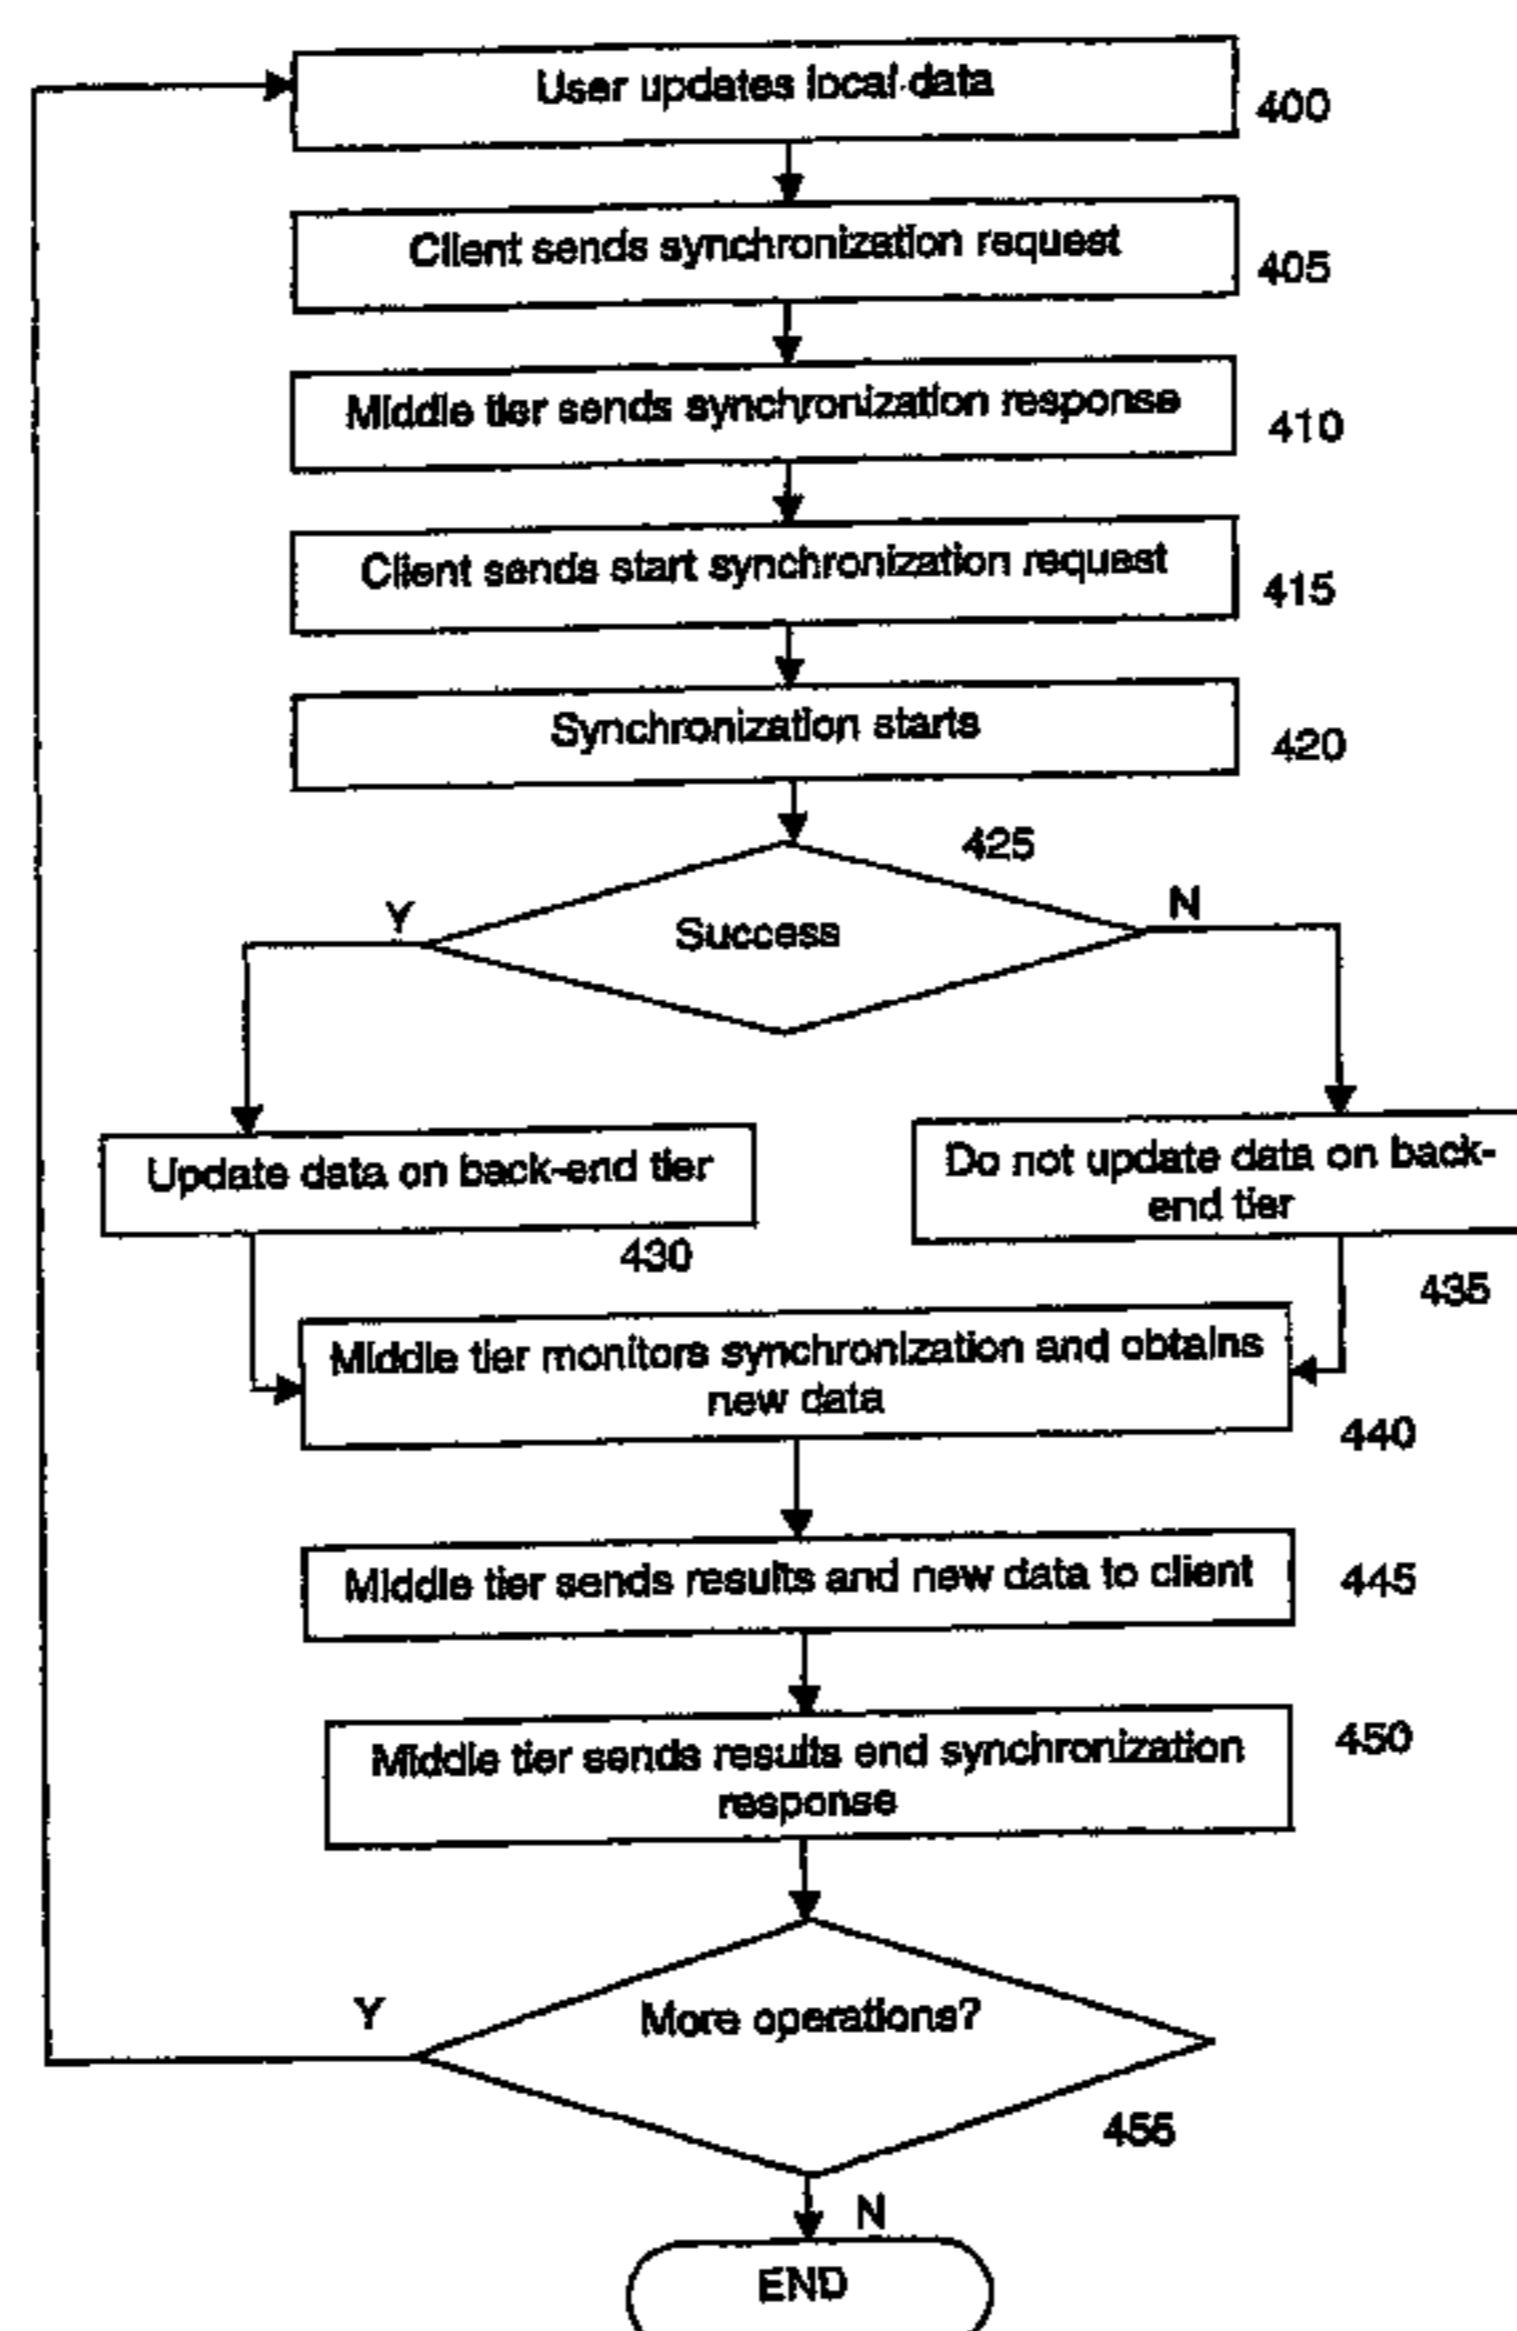 User updates local data
400
Client sends synchronization request
405
Middle tier sends synchronization response
410
Client sends start synchronization request
415
Synchronization starts
420
425
Y
Success
N
Update data on back-end tier
430
Do not update data on back-
end tier
435
Middle tier monitors synchronization and obtains
new data
440
Middle tier sends results and new data to client
445
Middle tier sends results end synchronization
response
450
Y
More operations?
455
N
END